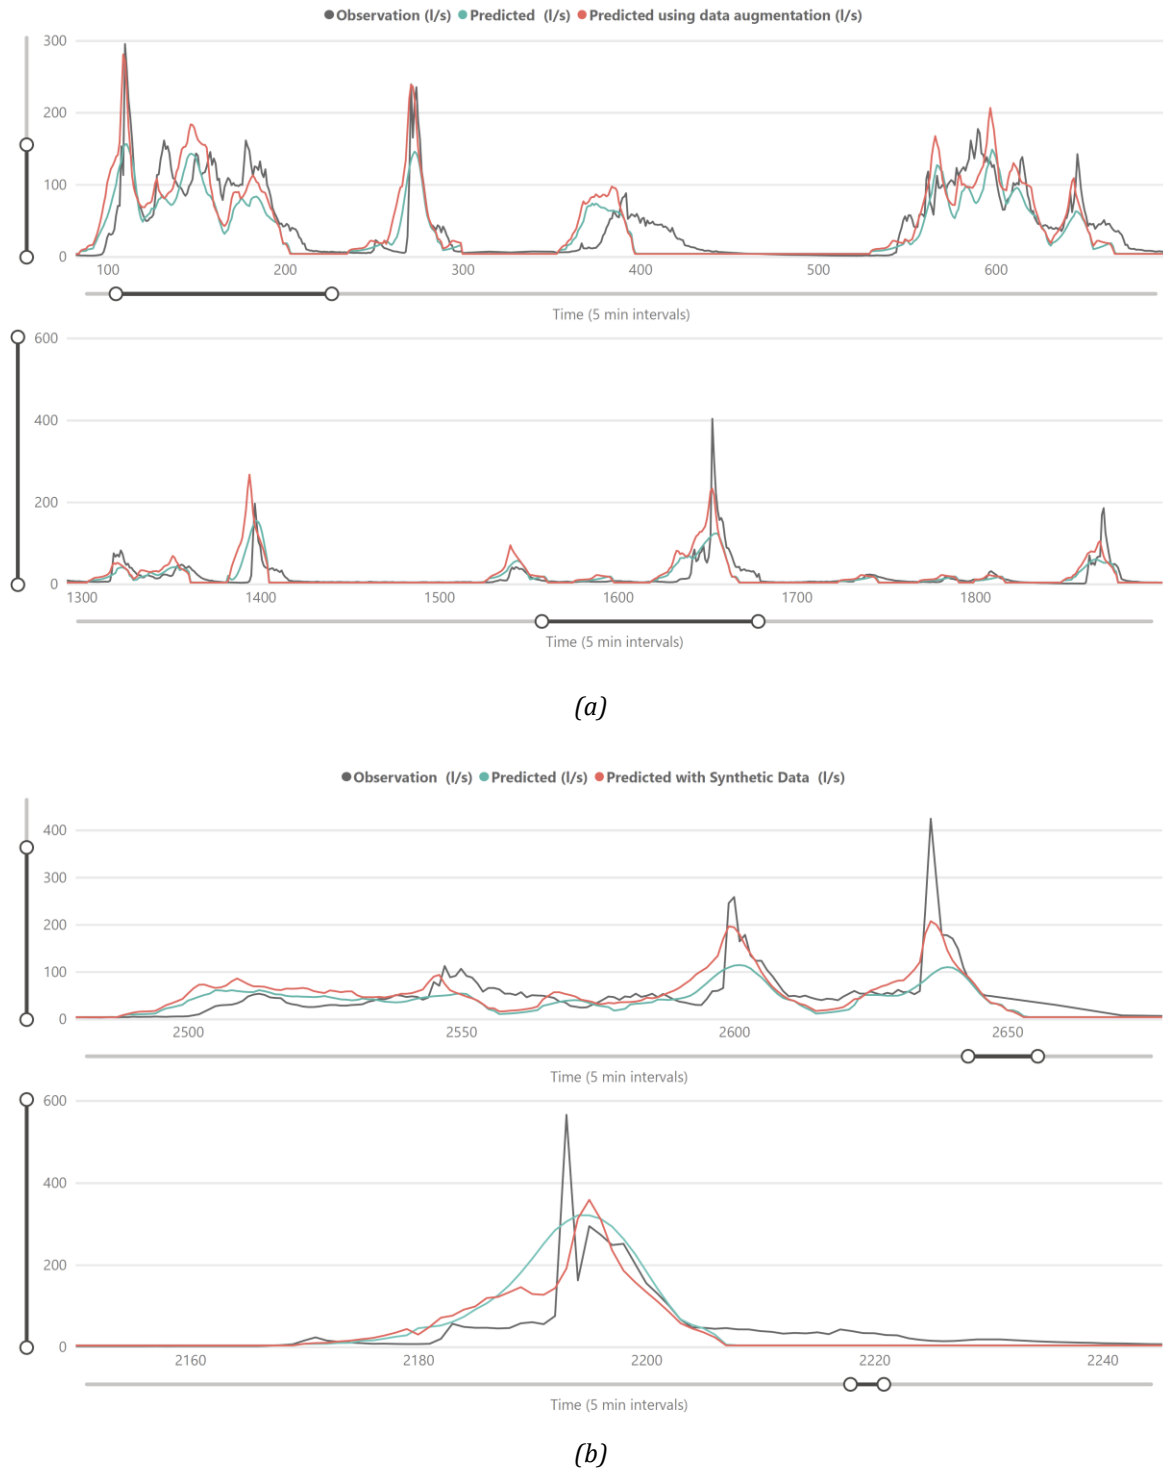 Observation (l/s) Predicted (l/s) Predicted using data augmentation (l/s)
300
200
100
0
100 200 300 400 500 600
Time (5 min intervals)
600
400
200
0
1300 1400 1500 1600 1700 1800
Time (5 min intervals)
(a)
Observation (l/s) Predicted (l/s) Predicted with Synthetic Data (l/s)
400
300
200
100
0
2500 2550 2600 2650
Time (5 min intervals)
600
400
200
0
2160 2180 2200 2220 2240
Time (5 min intervals)
(b)